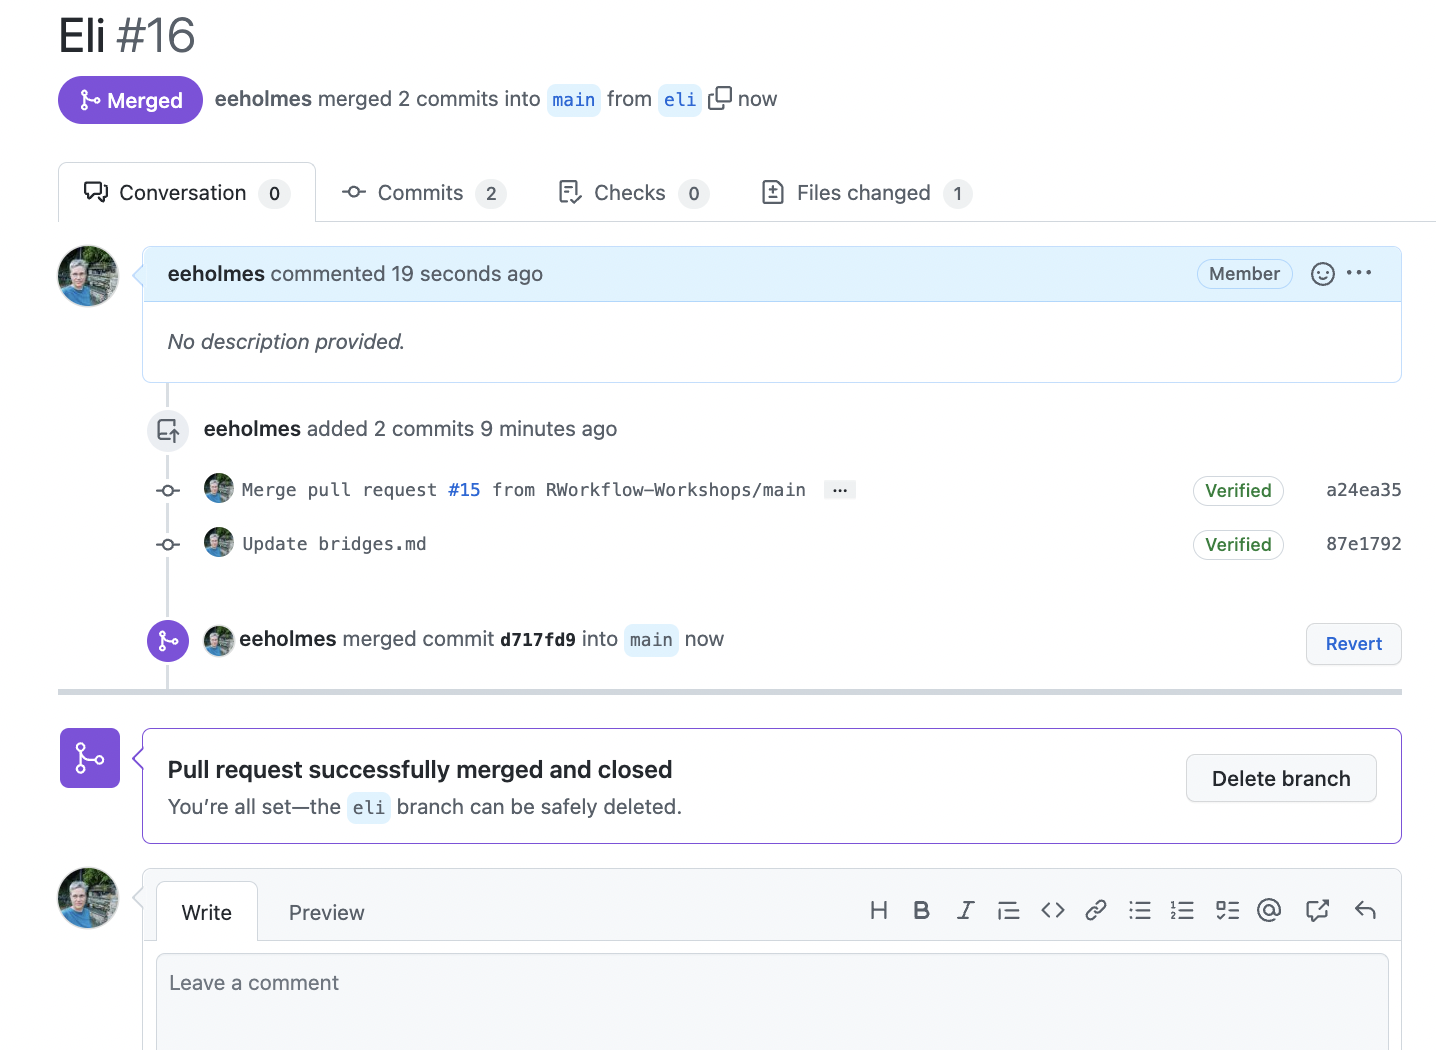 Eli #16
Merged eeholmes merged 2 commits into main from eli now
Conversation 0 Commits 2 Checks 0 Files changed 1
eeholmes commented 19 seconds ago Member
No description provided.
eeholmes added 2 commits 9 minutes ago
Merge pull request #15 from RWorkflow-Workshops/main ... Verified a24ea35
Update bridges.md Verified 87e1792
eeholmes merged commit d717fd9 into main now Revert
Pull request successfully merged and closed
You're all set—the eli branch can be safely deleted.
Delete branch
Write Preview
Leave a comment